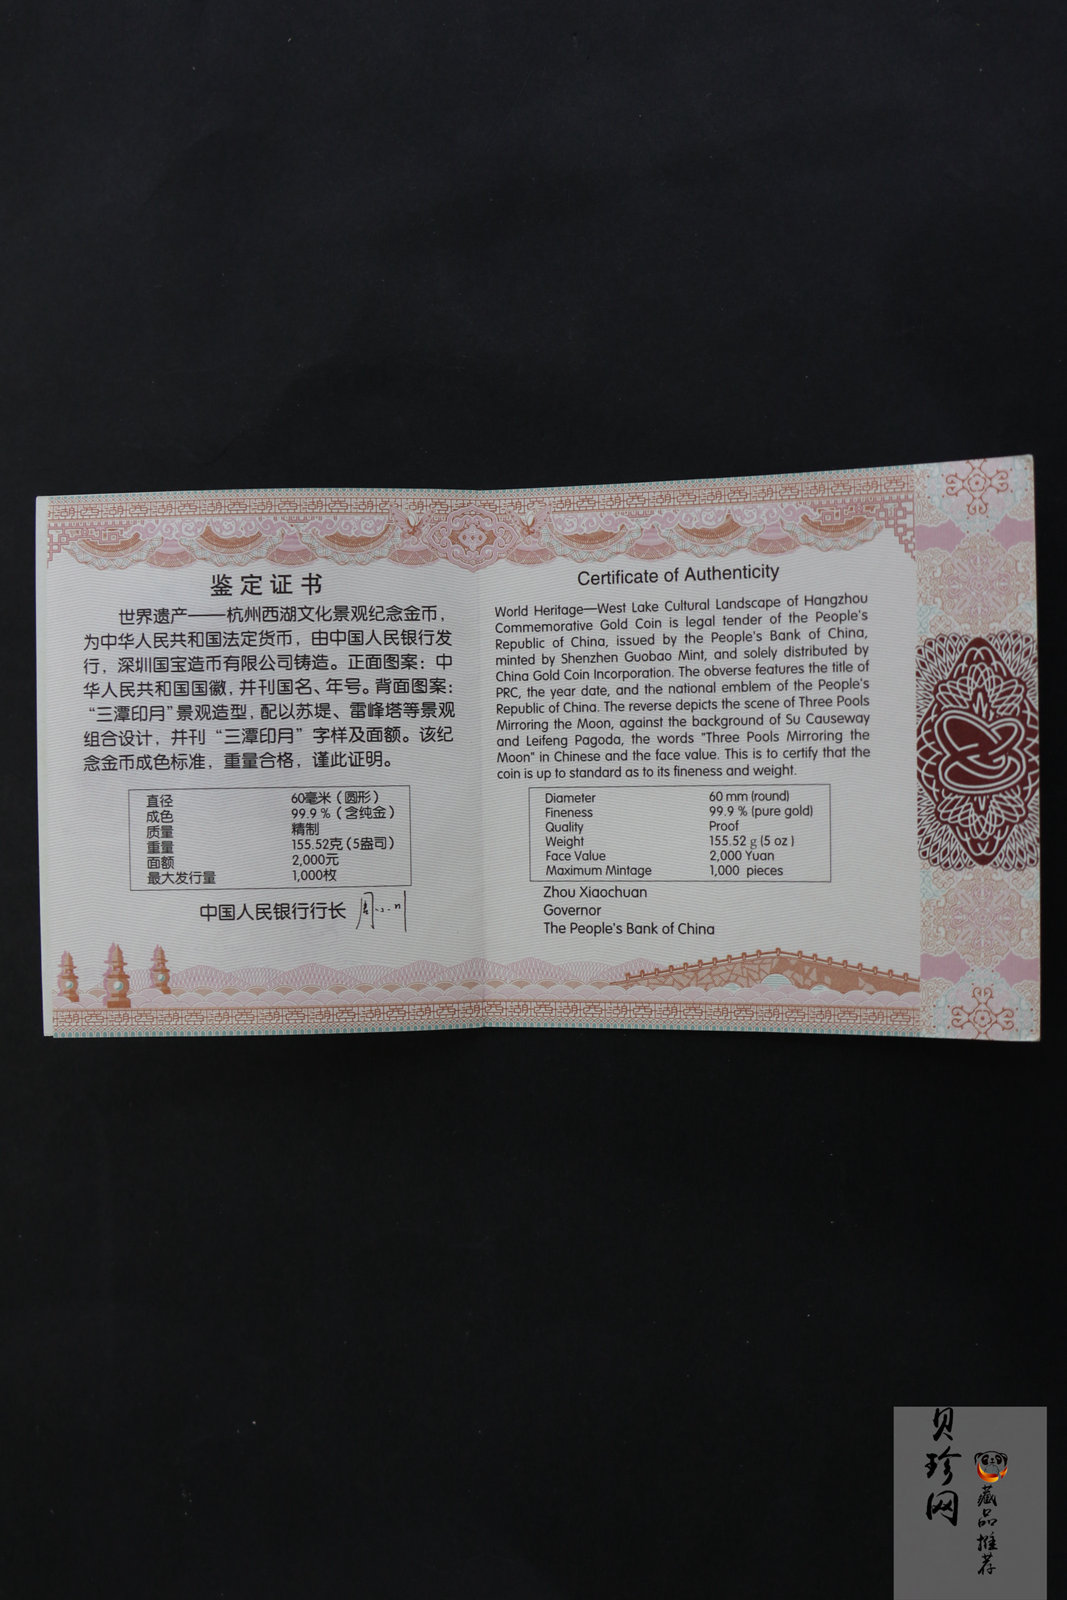 鉴定证书
世界遗产——杭州西湖文化景观纪念金币，
为中华人民共和国法定货币，由中国人民银行发
行，深圳国宝造币有限公司铸造。正面图案：中
华人民共和国国徽，并刊国名、年号。背面图案：
“三潭印月”景观造型，配以苏堤、雷峰塔等景观
组合设计，并刊“三潭印月”字样及面额。该纪
念金币成色标准，重量合格，谨此证明。
直径 60毫米（圆形）
成色 99.9 %（含纯金）
质量 精制
重量 155.52克（5盎司）
面额 2,000元
最大发行量 1,000枚
中国人民银行行长
Certificate of Authenticity
World Heritage—West Lake Cultural Landscape of Hangzhou
Commemorative Gold Coin is legal tender of the People's
Republic of China, issued by the People's Bank of China,
minted by Shenzhen Guobao Mint, and solely distributed by
China Gold Coin Incorporation. The obverse features the title of
PRC, the year date, and the national emblem of the People's
Republic of China. The reverse depicts the scene of Three Pools
Mirroring the Moon, against the background of Su Causeway
and Leifeng Pagoda, the words "Three Pools Mirroring the
Moon" in Chinese and the face value. This is to certify that the
coin is up to standard as to its fineness and weight.
Diameter 60 mm (round)
Fineness 99.9 % (pure gold)
Quality Proof
Weight 155.52 g (5 oz )
Face Value 2,000 Yuan
Maximum Mintage 1,000 pieces
Zhou Xiaochuan
Governor
The People's Bank of China
贝珍网
藏品推荐